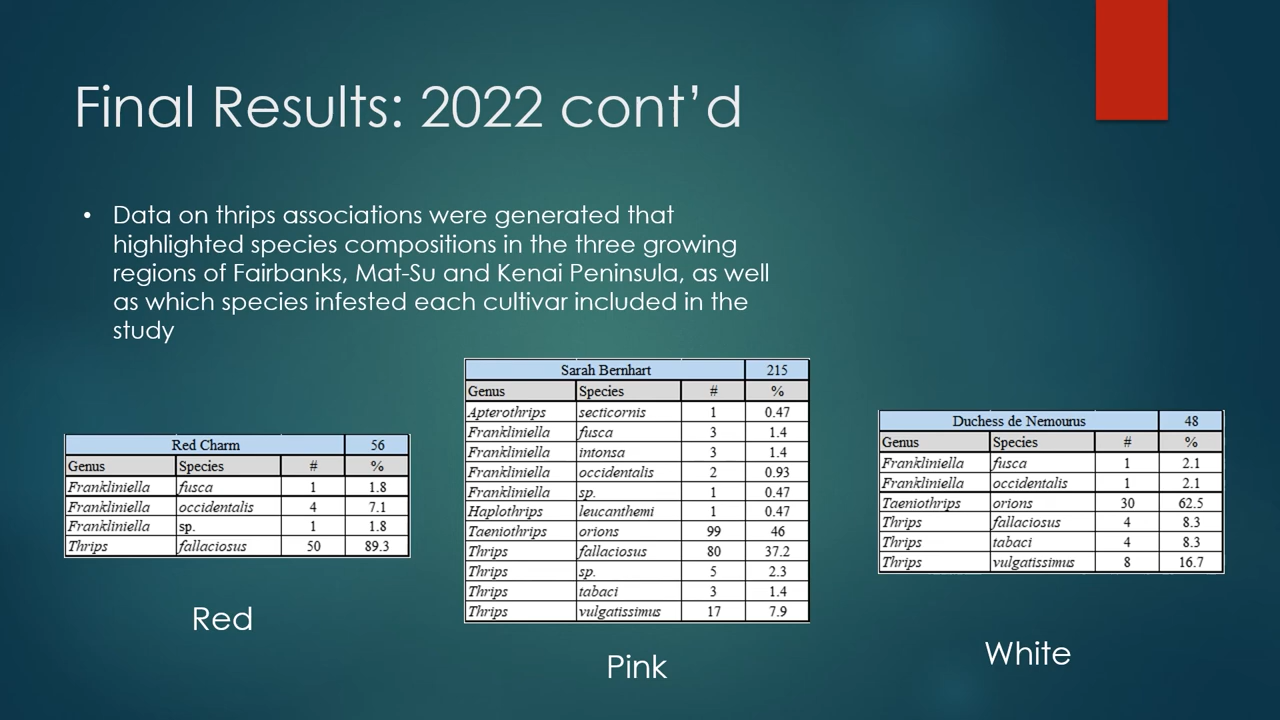 Final Results: 2022 cont’d
• Data on thrips associations were generated that
highlighted species compositions in the three growing
regions of Fairbanks, Mat-Su and Kenai Peninsula, as well
as which species infested each cultivar included in the
study
Red Charm 56
Genus Species # %
Frankliniella fusca 1 1.8
Frankliniella occidentalis 4 7.1
Frankliniella sp. 1 1.8
Thrips fallaciosus 50 89.3
Red
Sarah Bernhart 215
Genus Species # %
Apterothrips secticornis 1 0.47
Frankliniella fusca 3 1.4
Frankliniella intonsa 3 1.4
Frankliniella occidentalis 2 0.93
Frankliniella sp. 1 0.47
Haplothrips leucanthemi 1 0.47
Taeniothrips orions 99 46
Thrips fallaciosus 80 37.2
Thrips sp. 5 2.3
Thrips tabaci 3 1.4
Thrips vulgatissimus 17 7.9
Pink
Duchess de Nemourus 48
Genus Species # %
Frankliniella fusca 1 2.1
Frankliniella occidentalis 1 2.1
Taeniothrips orions 30 62.5
Thrips fallaciosus 4 8.3
Thrips tabaci 4 8.3
Thrips vulgatissimus 8 16.7
White